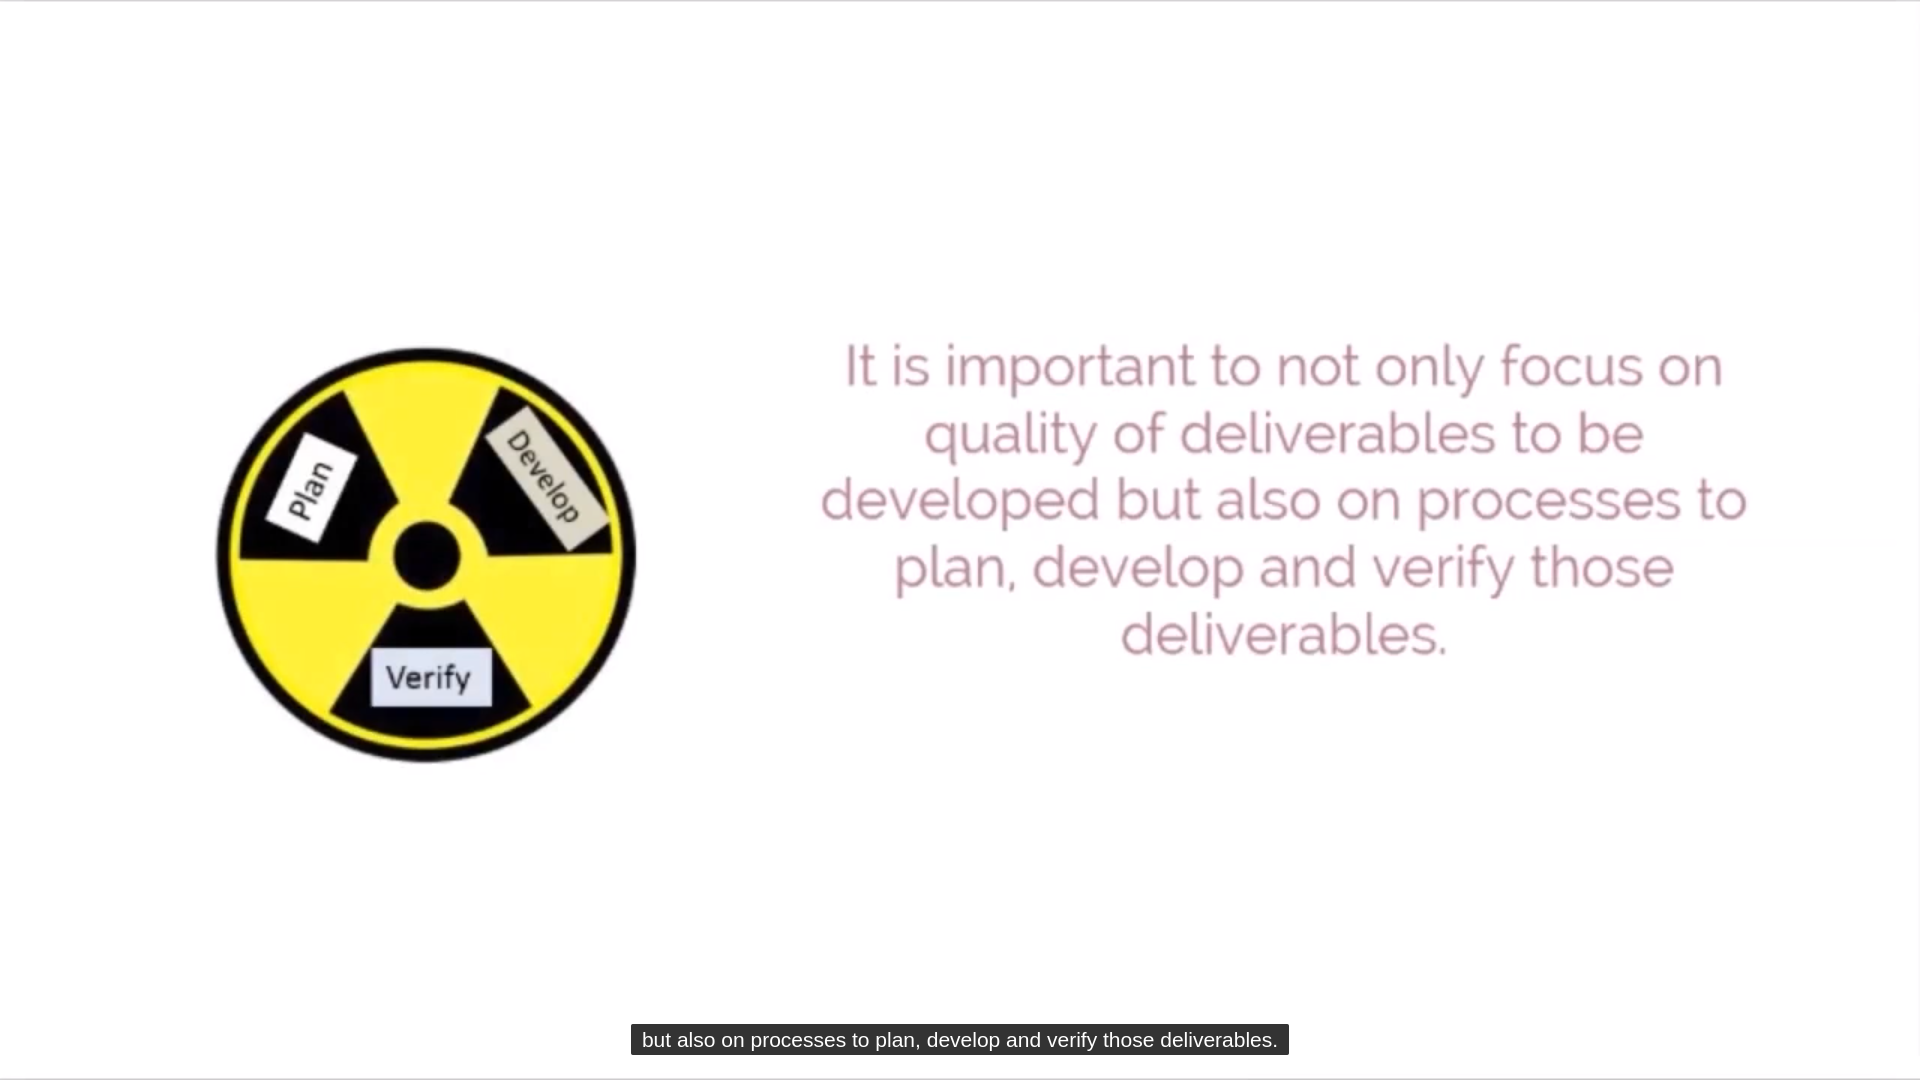 Plan
Develop
Verify
It is important to not only focus on
quality of deliverables to be
developed but also on processes to
plan, develop and verify those
deliverables.
but also on processes to plan, develop and verify those deliverables.